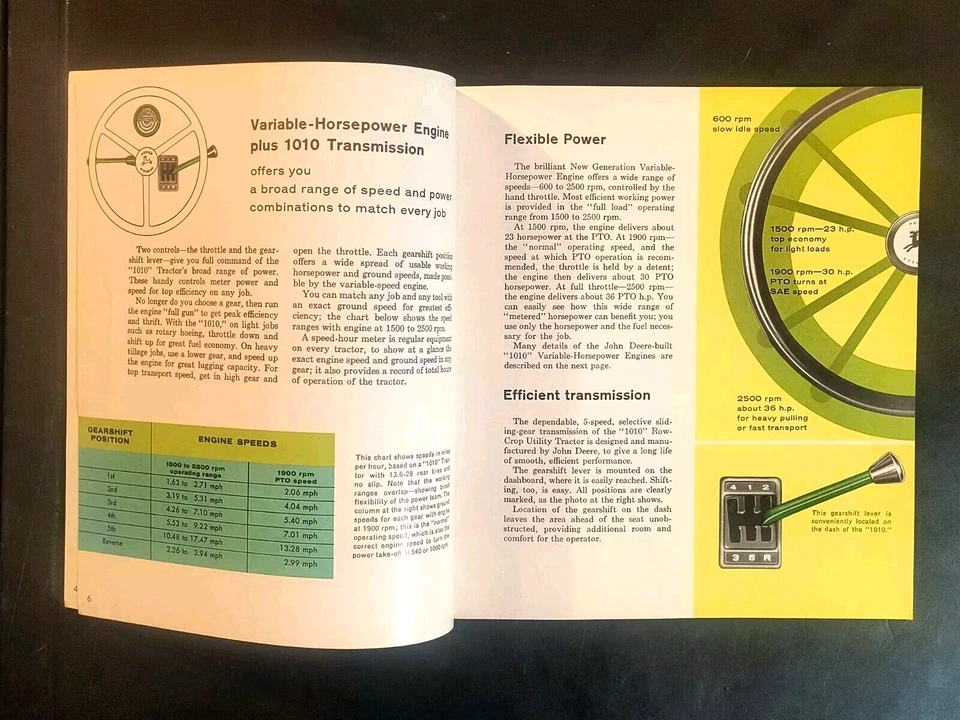 Variable-Horsepower Engine
plus 1010 Transmission
offers you
a broad range of speed and power
combinations to match every job
Two controls—the throttle and the gear-
shift lever—give you full command of the
"1010" Tractor's broad range of power.
These handy controls meter power and
speed for top efficiency on any job.
No longer do you choose a gear, then run
the engine "full gun" to get peak efficiency
and thrift. With the "1010," on light jobs
such as rotary hoeing, throttle down and
shift up for great fuel economy. On heavy
tillage jobs, use a lower gear, and speed up
the engine for great lugging capacity. For
top transport speed, get in high gear and
open the throttle. Each gearshift position
offers a wide spread of usable working
horsepower and ground speeds, made possi-
ble by the variable-speed engine.
You can match any job and any tool with
an exact ground speed for greatest effi-
ciency; the chart below shows the speed
ranges with engine at 1500 to 2500 rpm.
A speed-hour meter is regular equipment
on every tractor, to show at a glance the
exact engine speed and ground speed in any
gear; it also provides a record of total hours
of operation of the tractor.
GEARSHIFT
POSITION
ENGINE SPEEDS
1500 to 2500 rpm
operating range
1900 rpm
PTO speed
1st 1.63 to 2.71 mph 2.06 mph
2nd 3.19 to 5.31 mph 4.04 mph
3rd 4.26 to 7.10 mph 5.40 mph
4th 5.53 to 9.22 mph 7.01 mph
5th 10.48 to 17.47 mph 13.28 mph
Reverse 2.36 to 3.94 mph 2.99 mph
This chart shows speeds in miles
per hour, based on a "1010" Trac-
tor with 13.6-28 rear tires and
no slip. Note that the working
ranges overlap—showing broad
flexibility of the power team. The
column at the right shows ground
speeds for each gear with engine
at 1900 rpm; this is the "normal"
operating speed, which is also the
correct engine speed to turn the
power take-off at 540 or 1000 rpm.
4
6
Flexible Power
The brilliant New Generation Variable-
Horsepower Engine offers a wide range of
speeds—600 to 2500 rpm, controlled by the
hand throttle. Most efficient working power
is provided in the "full load" operating
range from 1500 to 2500 rpm.
At 1500 rpm, the engine delivers about
23 horsepower at the PTO. At 1900 rpm—
the "normal" operating speed, and the
speed at which PTO operation is recom-
mended, the throttle is held by a detent;
the engine then delivers about 30 PTO
horsepower. At full throttle—2500 rpm—
the engine delivers about 36 PTO h.p. You
can easily see how this wide range of
"metered" horsepower can benefit you; you
use only the horsepower and the fuel neces-
sary for the job.
Many details of the John Deere-built
"1010" Variable-Horsepower Engines are
described on the next page.
Efficient transmission
The dependable, 5-speed, selective slid-
ing-gear transmission of the "1010" Row-
Crop Utility Tractor is designed and manu-
factured by John Deere, to give a long life
of smooth, efficient performance.
The gearshift lever is mounted on the
dashboard, where it is easily reached. Shift-
ing, too, is easy. All positions are clearly
marked, as the photo at the right shows.
Location of the gearshift on the dash
leaves the area ahead of the seat unob-
structed, providing additional room and
comfort for the operator.
600 rpm
slow idle speed
1500 rpm—23 h.p.
top economy
for light loads
1900 rpm—30 h.p.
PTO turns at
SAE speed
2500 rpm
about 36 h.p.
for heavy pulling
or fast transport
4 1 2
3 5 R
This gearshift lever is
conveniently located on
the dash of the "1010."